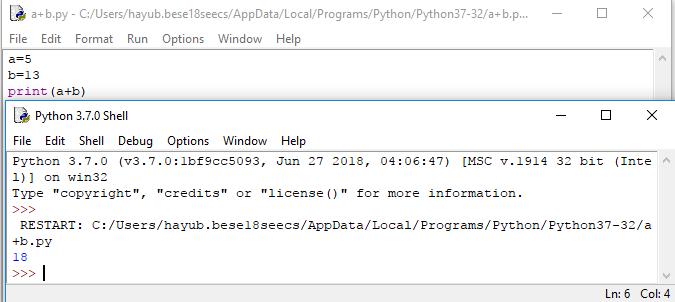 a+b.py - C:/Users/hayub.bese18seecs/AppData/Local/Programs/Python/Python37-32/a+b.p...
File Edit Format Run Options Window Help
a=5
b=13
print(a+b)
Python 3.7.0 Shell
File Edit Shell Debug Options Window Help
Python 3.7.0 (v3.7.0:1bf9cc5093, Jun 27 2018, 04:06:47) [MSC v.1914 32 bit (Inte
l)] on win32
Type "copyright", "credits" or "license()" for more information.
>>>
 RESTART: C:/Users/hayub.bese18seecs/AppData/Local/Programs/Python/Python37-32/a
+b.py
18
>>>
Ln: 6 Col: 4